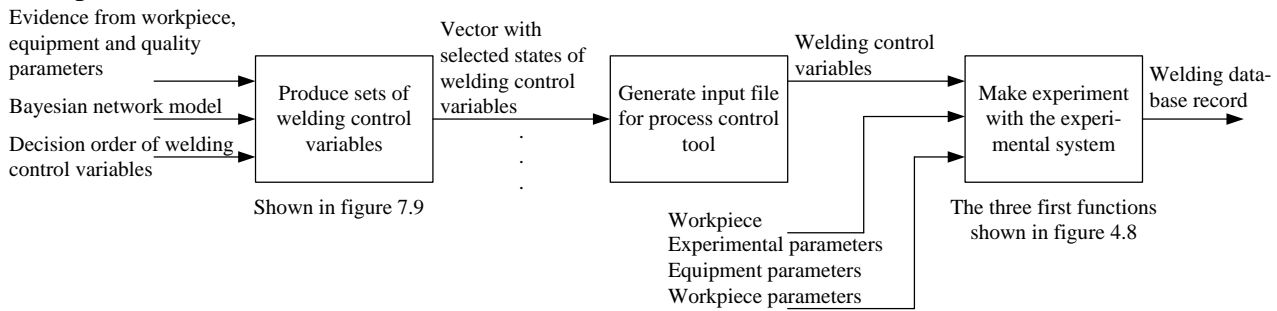 Evidence from workpiece,
equipment and quality
parameters
Bayesian network model
Decision order of welding
control variables
Produce sets of
welding control
variables
Shown in figure 7.9
Vector with
selected states of
welding control
variables
.
.
.
Generate input file
for process control
tool
Welding control
variables
Workpiece
Experimental parameters
Equipment parameters
Workpiece parameters
Make experiment
with the experi-
mental system
The three first functions
shown in figure 4.8
Welding data-
base record